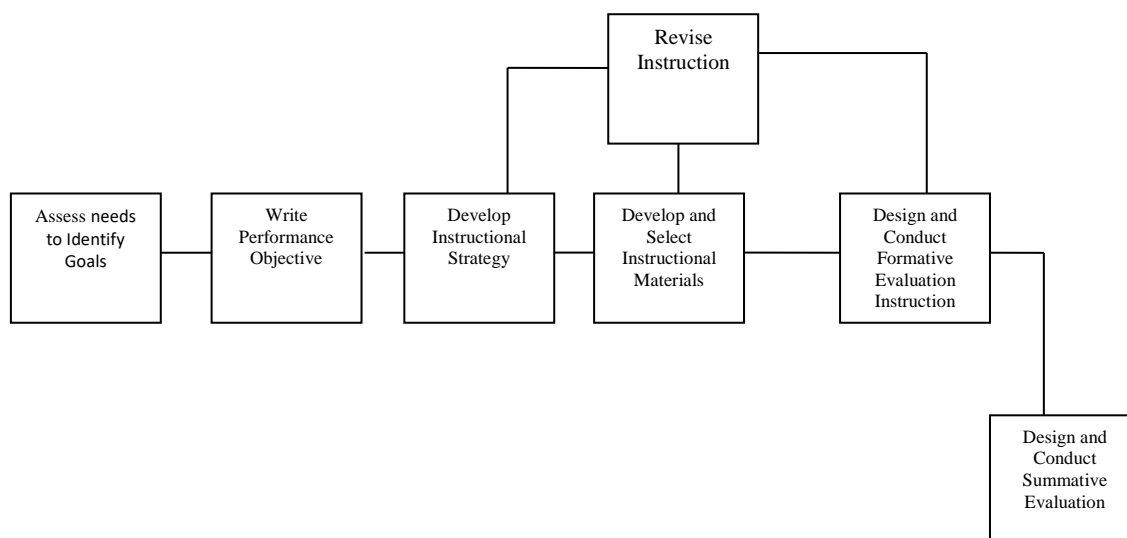 Revise
Instruction
Assess needs
to Identify
Goals
Write
Performance
Objective
Develop
Instructional
Strategy
Develop and
Select
Instructional
Materials
Design and
Conduct
Formative
Evaluation
Instruction
Design and
Conduct
Summative
Evaluation